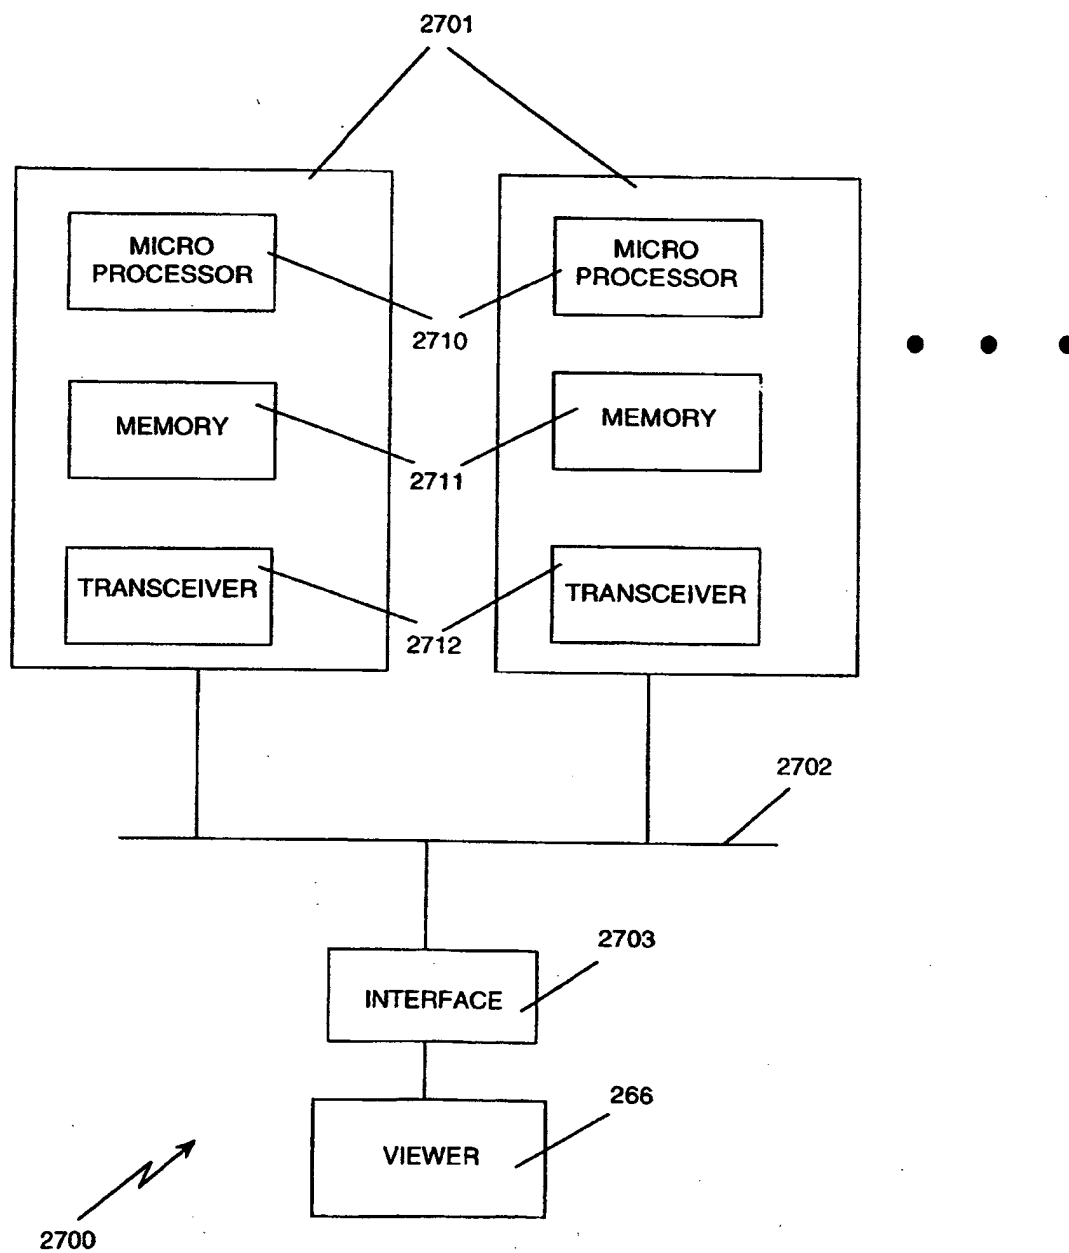 2701
MICRO
PROCESSOR
MICRO
PROCESSOR
2710
MEMORY
MEMORY
2711
TRANSCEIVER
TRANSCEIVER
2712
2702
2703
INTERFACE
266
VIEWER
2700